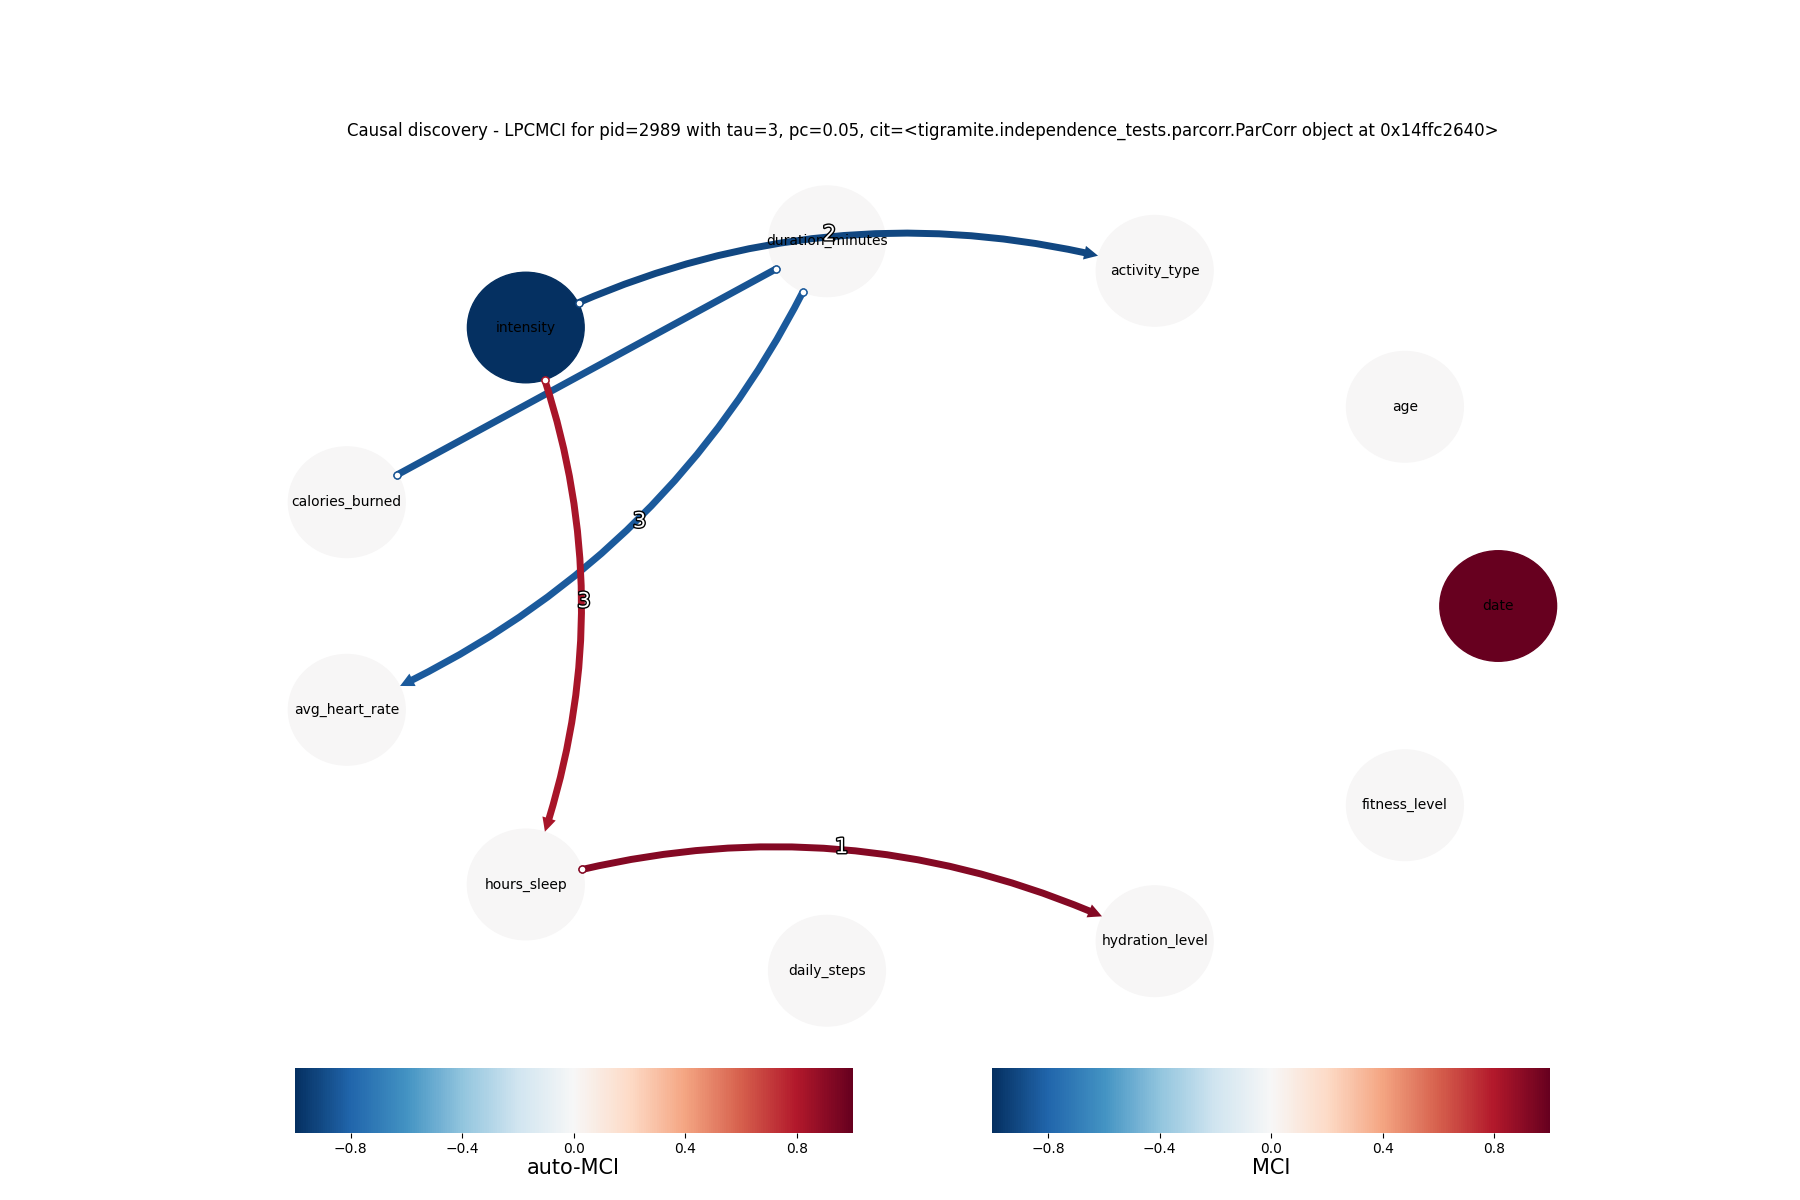 Causal discovery - LPCMCI for pid=2989 with tau=3, pc=0.05, cit=<tigramite.independence_tests.parcorr.ParCorr object at 0x14ffc2640>
2
duration_minutes
activity_type
intensity
age
calories_burned
3
3
date
avg_heart_rate
fitness_level
1
hours_sleep
hydration_level
daily_steps
−0.8 −0.4 0.0 0.4 0.8
auto-MCI
−0.8 −0.4 0.0 0.4 0.8
MCI